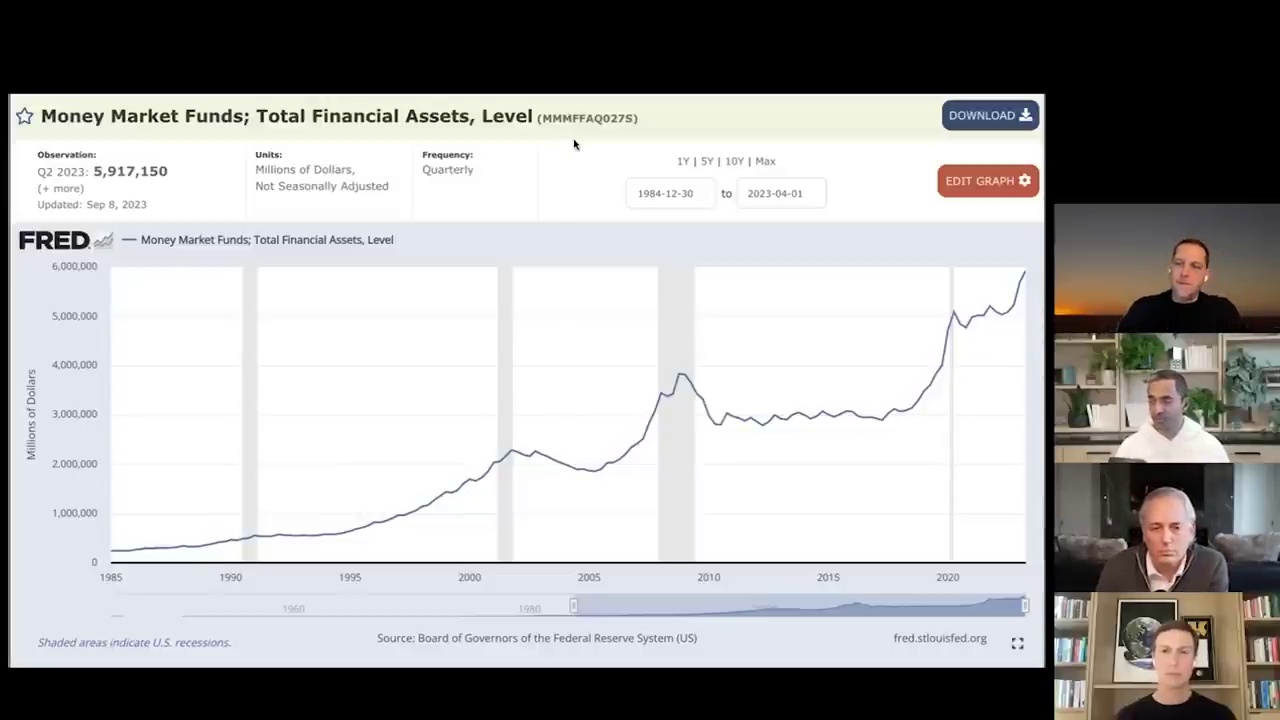 Money Market Funds; Total Financial Assets, Level (MMMFFAQ027S)
DOWNLOAD
Observation:
Q2 2023: 5,917,150
(+ more)
Updated: Sep 8, 2023
Units:
Millions of Dollars,
Not Seasonally Adjusted
Frequency:
Quarterly
1Y | 5Y | 10Y | Max
1984-12-30 to 2023-04-01
EDIT GRAPH
FRED
Money Market Funds; Total Financial Assets, Level
Millions of Dollars
6,000,000
5,000,000
4,000,000
3,000,000
2,000,000
1,000,000
0
1985 1990 1995 2000 2005 2010 2015 2020
1960 1980
Shaded areas indicate U.S. recessions.
Source: Board of Governors of the Federal Reserve System (US)
fred.stlouisfed.org